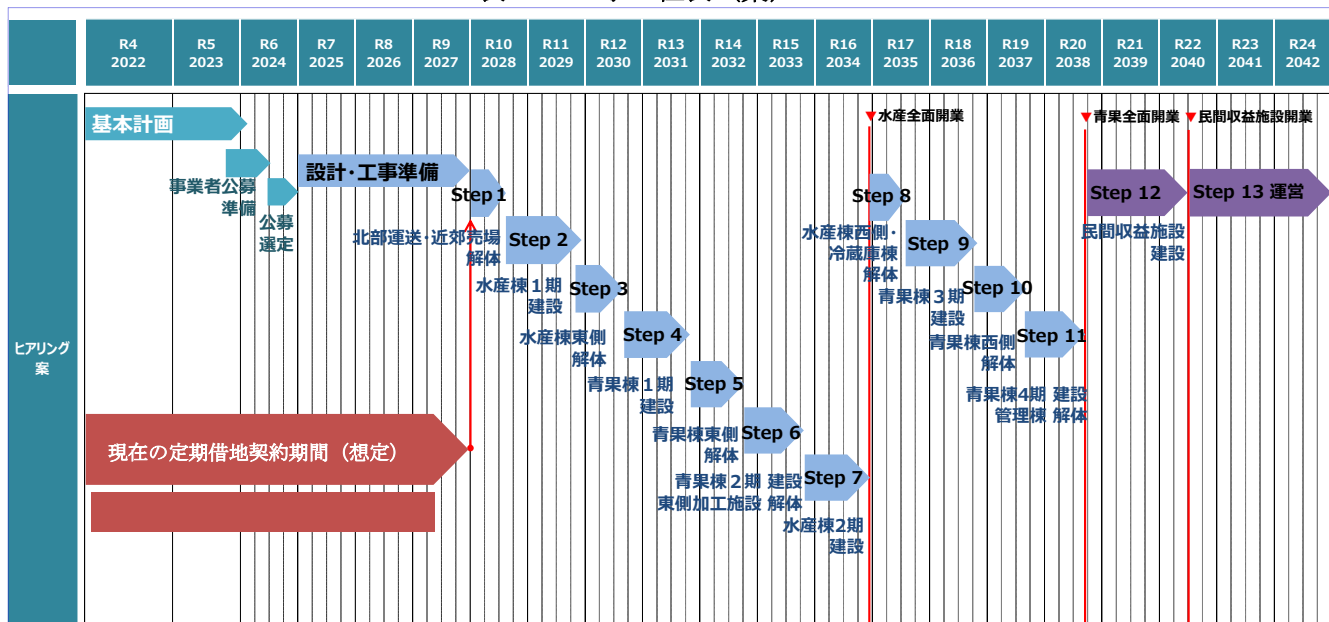 R4 R5 R6 R7 R8 R9 R10 R11 R12 R13 R14 R15 R16 R17 R18 R19 R20 R21 R22 R23 R24
2022 2023 2024 2025 2026 2027 2028 2029 2030 2031 2032 2033 2034 2035 2036 2037 2038 2039 2040 2041 2042
ヒアリング
案
基本計画
事業者公募
準備
公募
選定
設計・工事準備
Step 1
北部運送・近郊売場
解体
Step 2
水産棟１期
建設
Step 3
水産棟東側
解体
Step 4
青果棟１期
建設
Step 5
青果棟東側
解体
Step 6
青果棟２期 建設
東側加工施設 解体
Step 7
水産棟2期
建設
▼水産全面開業
Step 8
水産棟西側・
冷蔵庫棟
解体
Step 9
青果棟３期
建設
Step 10
青果棟西側
解体
Step 11
青果棟4期 建設
管理棟 解体
▼青果全面開業
Step 12
民間収益施設
建設
▼民間収益施設開業
Step 13 運営
現在の定期借地契約期間（想定）